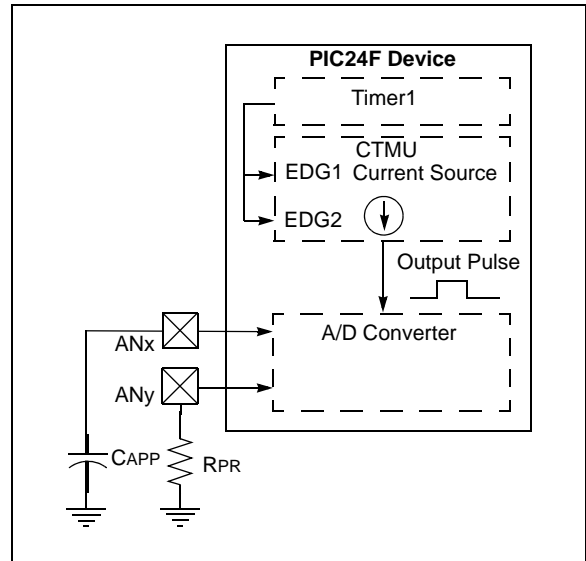 PIC24F Device
Timer1
CTMU
EDG1 Current Source
EDG2
Output Pulse
ANx
A/D Converter
ANy
CAPP
RPR